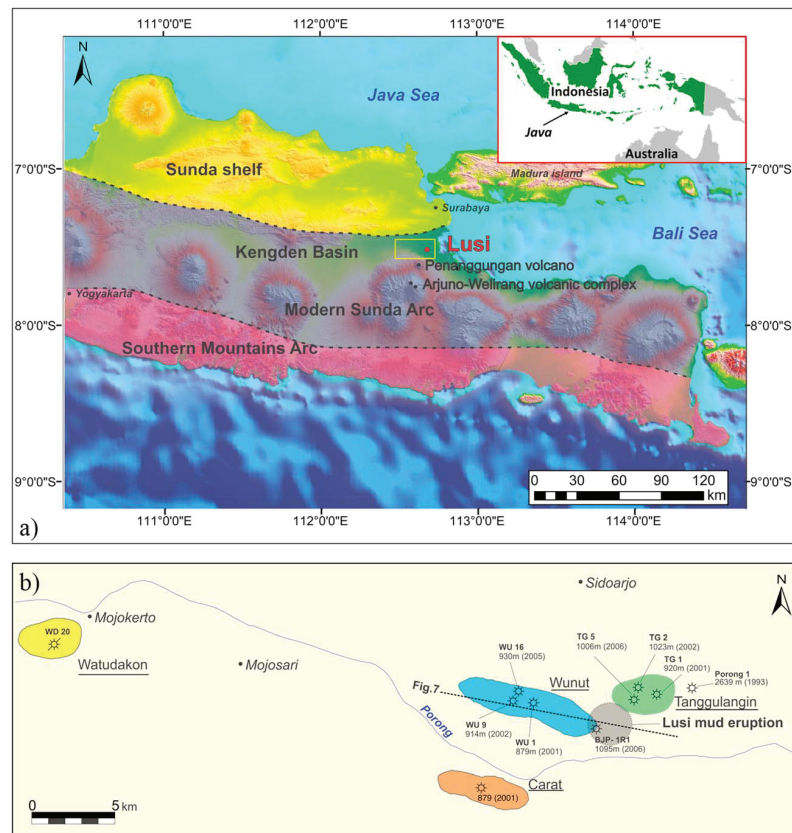 111°0'0"E
112°0'0"E
113°0'0"E
114°0'0"E
N
Java Sea
Indonesia
Java
Australia
7°0'0"S
7°0'0"S
Sunda shelf
Madura island
Surabaya
Lusi
Kengden Basin
Bali Sea
Penanggungan volcano
Arjuno-Welirang volcanic complex
Yogyakarta
Modern Sunda Arc
8°0'0"S
8°0'0"S
Southern Mountains Arc
9°0'0"S
9°0'0"S
0 30 60 90 120
km
111°0'0"E
112°0'0"E
113°0'0"E
114°0'0"E
a)
b)
N
Sidoarjo
Mojokerto
WD 20
Watudakon
Mojosari
WU 16
930m (2005)
TG 5
1006m (2006)
TG 2
1023m (2002)
TG 1
920m (2001)
Porong 1
2639 m (1993)
Wunut
Tanggulangin
Fig.7
Lusi mud eruption
Porong
WU 9
914m (2002)
WU 1
879m (2001)
BJP- 1R1
1095m (2006)
Carat
879 (2001)
0 5 km